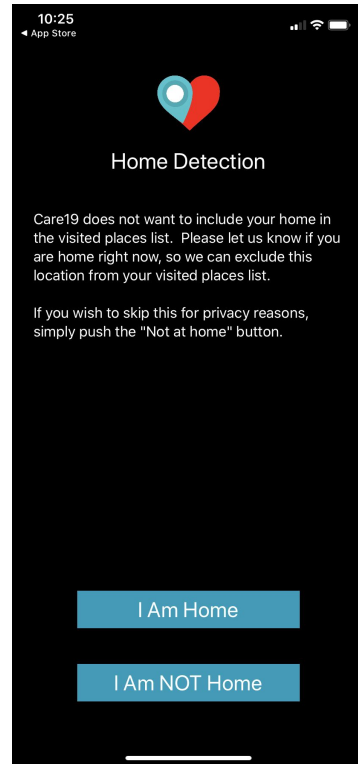 10:25
◀ App Store
Home Detection
Care19 does not want to include your home in
the visited places list.  Please let us know if you
are home right now, so we can exclude this
location from your visited places list.
If you wish to skip this for privacy reasons,
simply push the "Not at home" button.
I Am Home
I Am NOT Home